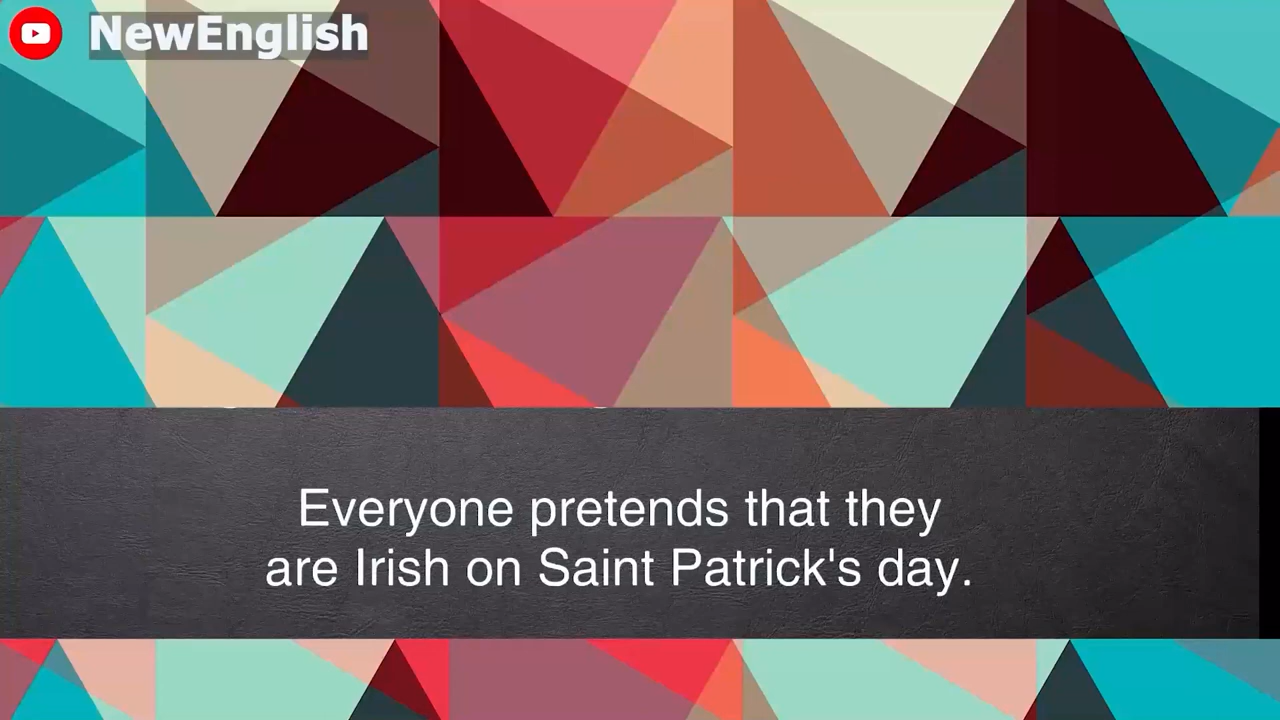 NewEnglish
Everyone pretends that they
are Irish on Saint Patrick's day.